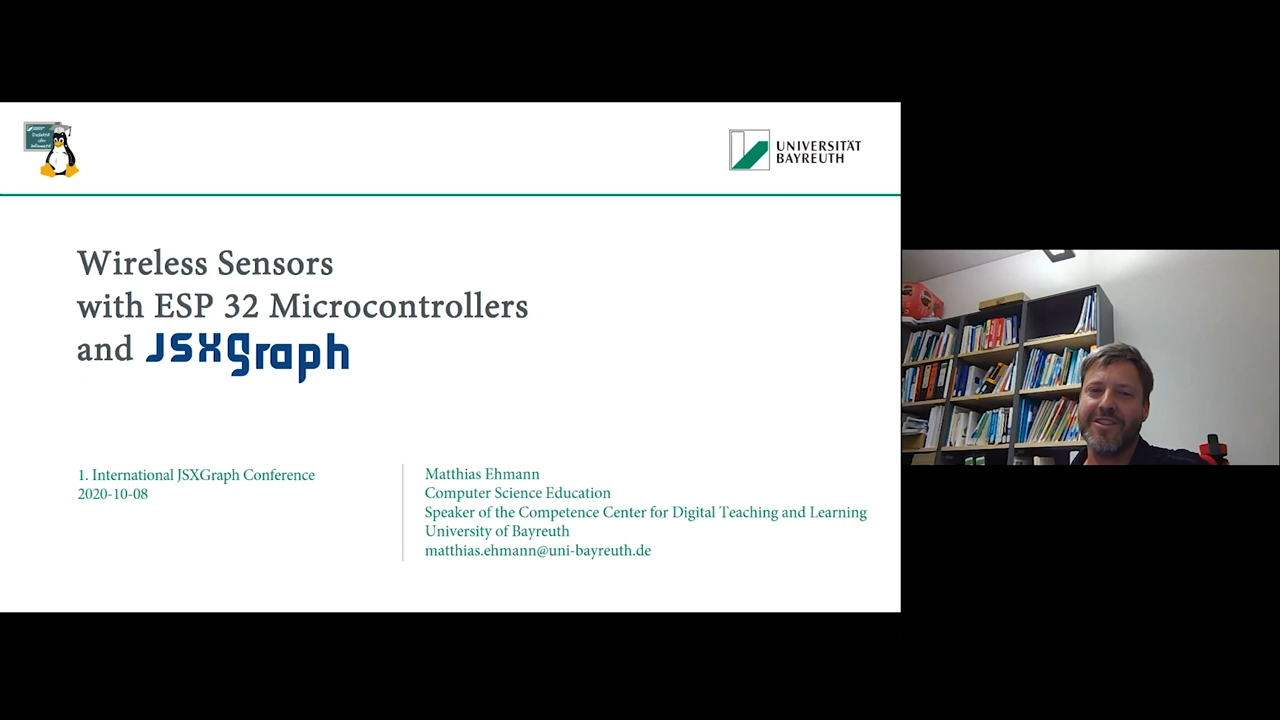 UNIVERSITÄT
BAYREUTH
Wireless Sensors
with ESP 32 Microcontrollers
and JSXGraph
1. International JSXGraph Conference
2020-10-08
Matthias Ehmann
Computer Science Education
Speaker of the Competence Center for Digital Teaching and Learning
University of Bayreuth
matthias.ehmann@uni-bayreuth.de